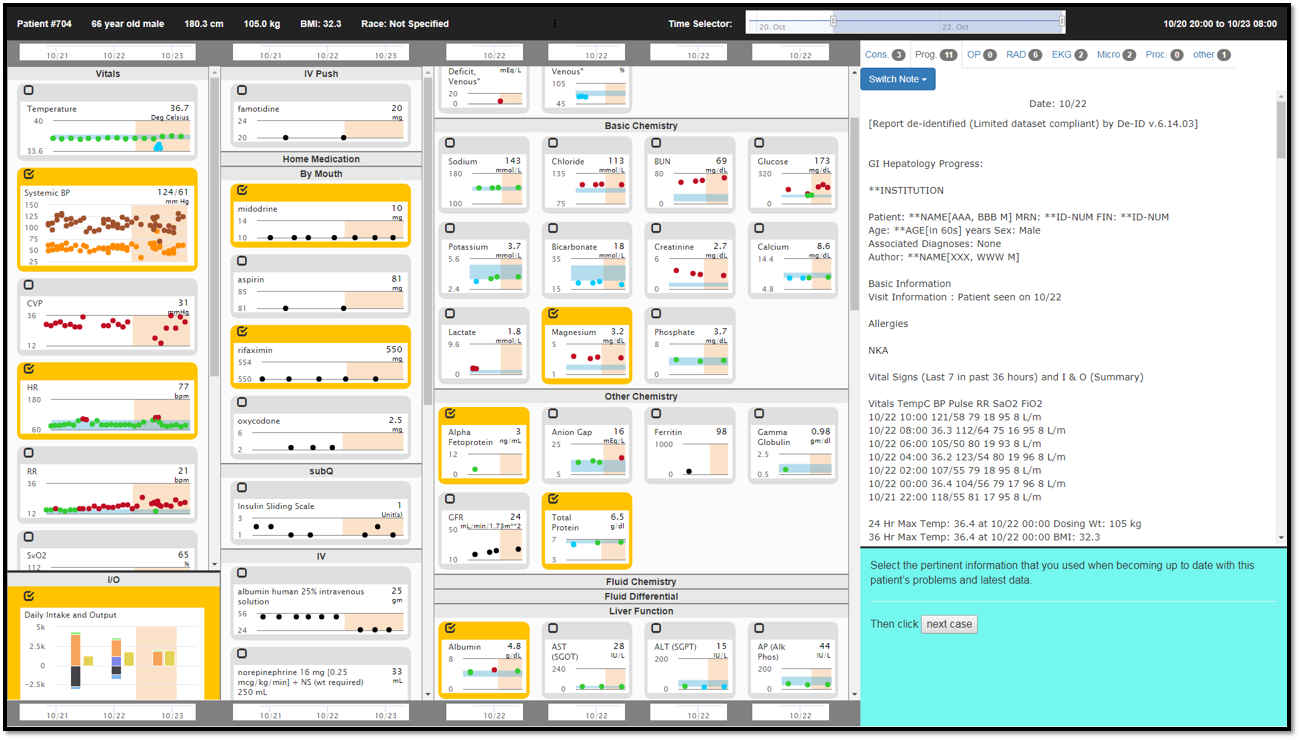 Patient #704 66 year old male 180.3 cm 105.0 kg BMI: 32.3 Race: Not Specified Time Selector: 20. Oct 22. Oct 10/20 20:00 to 10/23 08:00
10/21 10/22 10/23
Vitals
Temperature 36.7
Deg Celsius
40
33.6
Systemic BP 124/61
mm Hg
150
125
100
75
50
25
CVP 31
mmHg
36
12
HR 77
bpm
180
60
RR 21
bpm
36
12
SvO2 65
%
112
I/O
Daily Intake and Output
5k
2.5k
0
−2.5k
10/21 10/22 10/23
10/21 10/22 10/23
IV Push
famotidine 20
mg
24
20
Home Medication
By Mouth
midodrine 10
mg
14
10
aspirin 81
mg
85
81
rifaximin 550
mg
554
550
oxycodone 2.5
mg
6
2
subQ
Insulin Sliding Scale 1
Unit(s)
3
1
IV
albumin human 25% intravenous 25
solution gm
56
24
norepinephrine 16 mg [0.25 33
mcg/kg/min] + NS (wt required) mL
250 mL
10/21 10/22 10/23
10/22 10/22 10/22 10/22
Deficit, mEq/L
Venous"
20
0
Venous" %
105
45
Basic Chemistry
Sodium 143
mmol/L
180
100
Chloride 113
mmol/L
135
75
BUN 69
mg/dL
80
0
Glucose 173
mg/dL
320
0
Potassium 3.7
mmol/L
5.6
2.4
Bicarbonate 18
mmol/L
35
15
Creatinine 2.7
mg/dL
6
0
Calcium 8.6
mg/dL
14.4
4.8
Lactate 1.8
mmol/L
9.6
0
Magnesium 3.2
mg/dL
5
1
Phosphate 3.7
mg/dL
8
0
Other Chemistry
Alpha 3
Fetoprotein ng/mL
12
0
Anion Gap 16
mEq/L
25
5
Ferritin 98
1000
0
Gamma 0.98
Globulin gm/dl
2.5
0.5
GFR 24
mL/min/1.73m**2
50
10
Total 6.5
Protein g/dl
7
3
Fluid Chemistry
Fluid Differential
Liver Function
Albumin 4.8
g/dL
8
0
AST 28
(SGOT) IU/L
240
0
ALT (SGPT) 15
IU/L
200
0
AP (Alk 44
Phos) IU/L
200
0
10/22 10/22 10/22 10/22
Cons. 3 Prog. 11 OP 0 RAD 6 EKG 2 Micro 2 Proc. 0 other 1
Switch Note
Date: 10/22
[Report de-identified (Limited dataset compliant) by De-ID v.6.14.03]
GI Hepatology Progress:
**INSTITUTION
Patient: **NAME[AAA, BBB M] MRN: **ID-NUM FIN: **ID-NUM
Age: **AGE[in 60s] years Sex: Male
Associated Diagnoses: None
Author: **NAME[XXX, WWW M]
Basic Information
Visit Information : Patient seen on 10/22
Allergies
NKA
Vital Signs (Last 7 in past 36 hours) and I & O (Summary)
Vitals TempC BP Pulse RR SaO2 FiO2
10/22 10:00 121/58 79 18 95 8 L/m
10/22 08:00 36.3 112/64 75 16 95 8 L/m
10/22 06:00 105/50 80 19 93 8 L/m
10/22 04:00 36.2 123/54 80 19 96 8 L/m
10/22 02:00 107/55 79 18 95 8 L/m
10/22 00:00 36.4 104/56 79 17 96 8 L/m
10/21 22:00 118/55 81 17 95 8 L/m
24 Hr Max Temp: 36.4 at 10/22 00:00 Dosing Wt: 105 kg
36 Hr Max Temp: 36.4 at 10/22 00:00 BMI: 32.3
Select the pertinent information that you used when becoming up to date with this
patient's problems and latest data.
Then click next case